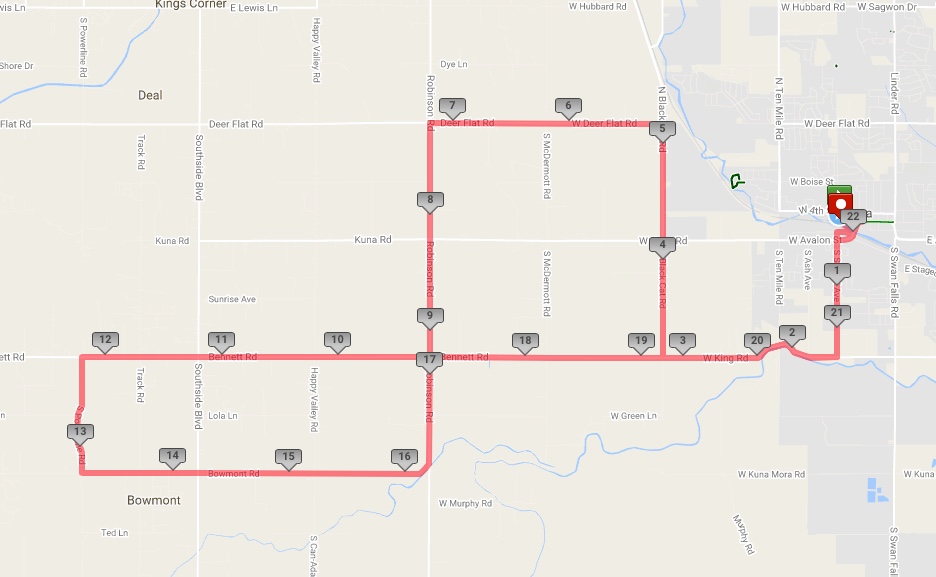 Kings Corner
E Lewis Ln
wis Ln
W Hubbard Rd
W Hubbard Rd
W Sagwon Dr
S Powerline Rd
Happy Valley Rd
Shore Dr
Dye Ln
Deal
Robinson Rd
N Black
Rd
N Ten Mile Rd
Linder Rd
7
6
5
Flat Rd
Deer Flat Rd
Deer Flat Rd
W Deer Flat Rd
W Deer Flat Rd
Track Rd
Southside Blvd
S McDermott Rd
W Boise St
8
W 4th
22
a
Kuna Rd
Kuna Rd
W
Rd
4
W Avalon St
E
Robinson Rd
S McDermott Rd
Black Cat Rd
S Ten Mile Rd
S Ash Ave
Ave
S Swan Falls Rd
E Stage
1
Sunrise Ave
9
21
12
11
10
18
19
3
20
2
ett Rd
Bennett Rd
17
Bennett Rd
W King Rd
Track Rd
Southside Blvd
Happy Valley Rd
Robinson Rd
Lola Ln
W Green Ln
13
14
15
16
Bowmont Rd
W Kuna Mora Rd
W Kuna
Bowmont
W Murphy Rd
Murphy Rd
Ted Ln
S Can-Ada
S Swan Fal